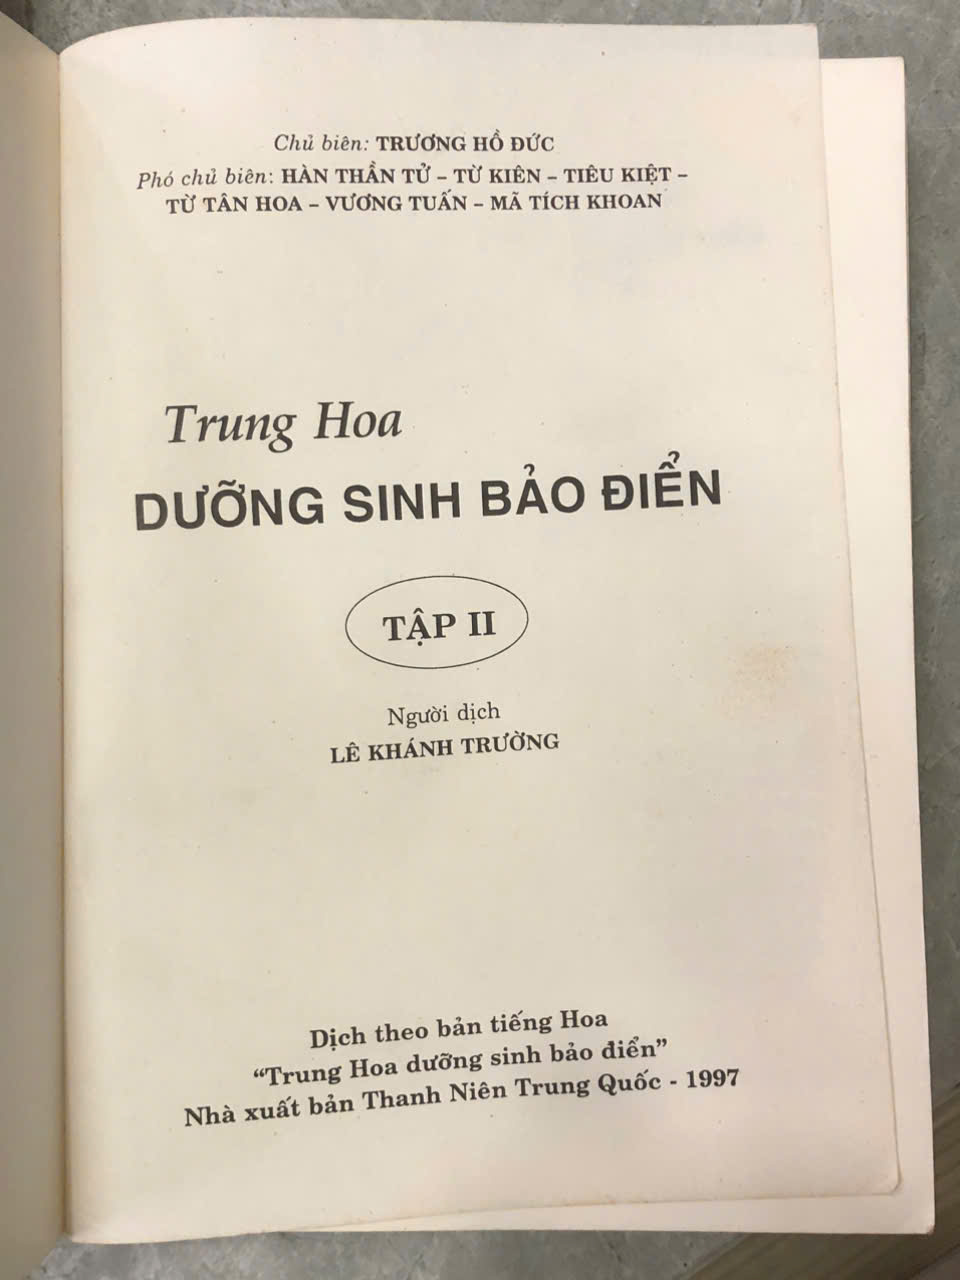 Chủ biên: TRƯƠNG HỒ ĐỨC
Phó chủ biên: HÀN THẦN TỬ – TỪ KIÊN – TIÊU KIỆT –
TỪ TÂN HOA – VƯƠNG TUẤN – MÃ TÍCH KHOAN
Trung Hoa
DƯỠNG SINH BẢO ĐIỂN
TẬP II
Người dịch
LÊ KHÁNH TRƯỜNG
Dịch theo bản tiếng Hoa
“Trung Hoa dưỡng sinh bảo điển”
Nhà xuất bản Thanh Niên Trung Quốc - 1997